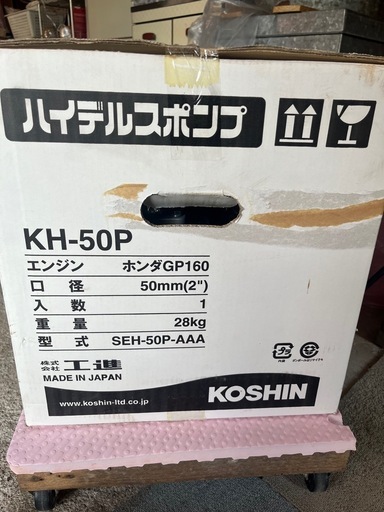 ハイデルスポンプ
KH-50P
エンジン ホンダGP160
口径 50mm(2")
入数 1
重量 28kg
型式 SEH-50P-AAA
株式会社 工進
MADE IN JAPAN
www.koshin-ltd.co.jp
KOSHIN